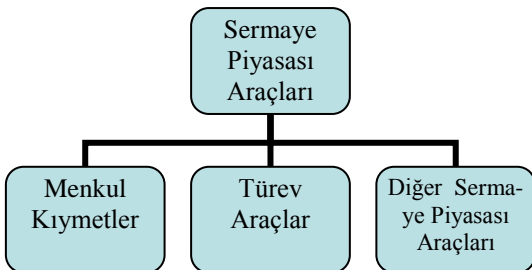 Sermaye
Piyasası
Araçları
Menkul
Kıymetler
Türev
Araçlar
Diğer Serma-
ye Piyasası
Araçları